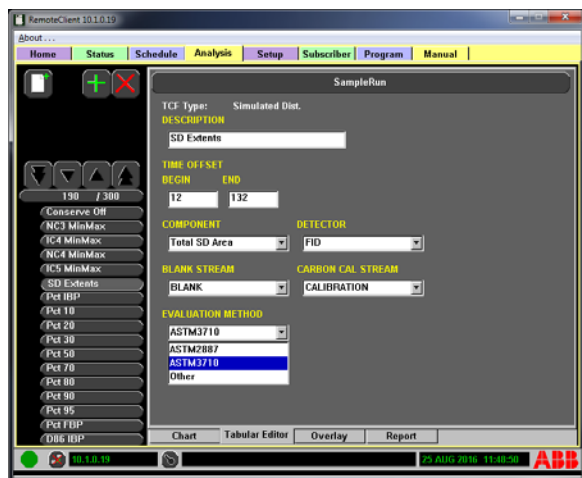 RemoteClient 10.1.0.19
About . . .
Home Status Schedule Analysis Setup Subscriber Program Manual
SampleRun
TCF Type: Simulated Dist.
DESCRIPTION
SD Extents
TIME OFFSET
BEGIN END
12 132
190 / 300
Conserve Off
NC3 MinMax
IC4 MinMax
NC4 MinMax
IC5 MinMax
SD Extents
Pct IBP
Pct 10
Pct 20
Pct 30
Pct 50
Pct 70
Pct 80
Pct 90
Pct 95
Pct FBP
D86 IBP
COMPONENT DETECTOR
Total SD Area FID
BLANK STREAM CARBON CAL STREAM
BLANK CALIBRATION
EVALUATION METHOD
ASTM3710
ASTM2887
ASTM3710
Other
Chart Tabular Editor Overlay Report
10.1.0.19 25 AUG 2016 11:48:50 ABB